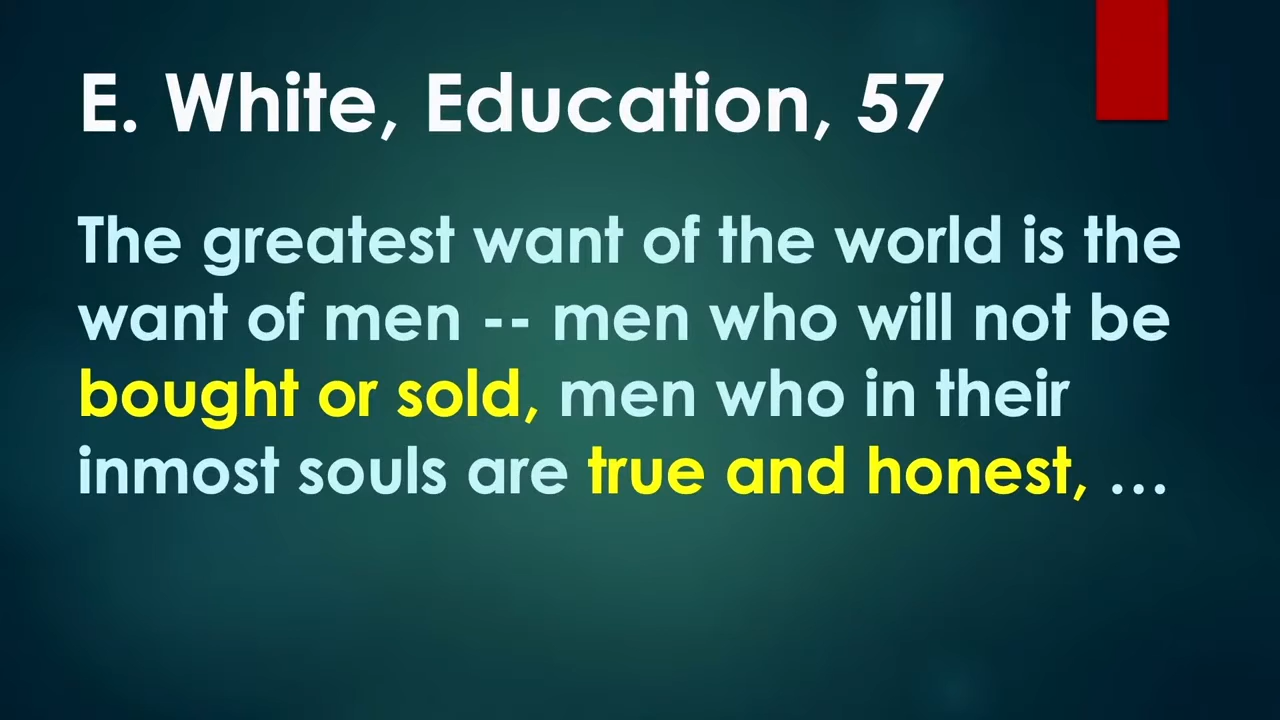 E. White, Education, 57
The greatest want of the world is the
want of men -- men who will not be
bought or sold, men who in their
inmost souls are true and honest, …